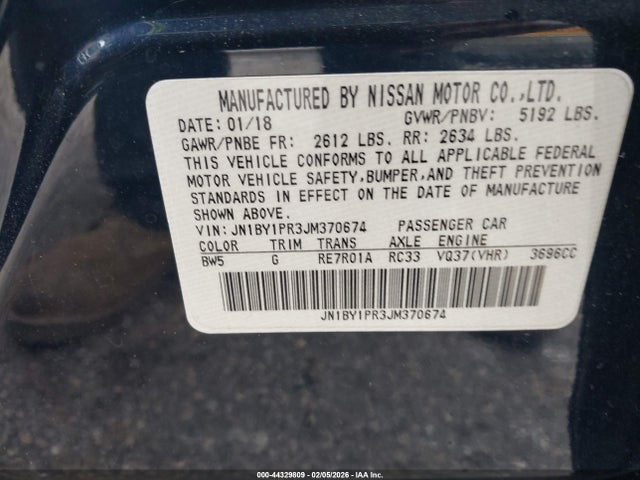 MANUFACTURED BY NISSAN MOTOR CO.,LTD.
DATE: 01/18 GVWR/PNBV: 5192 LBS.
GAWR/PNBE FR: 2612 LBS. RR: 2634 LBS.
THIS VEHICLE CONFORMS TO ALL APPLICABLE FEDERAL
MOTOR VEHICLE SAFETY,BUMPER,AND THEFT PREVENTION
STANDARDS IN EFFECT ON THE DATE OF MANUFACTURE
SHOWN ABOVE.
VIN: JN1BY1PR3JM370674 PASSENGER CAR
COLOR TRIM TRANS AXLE ENGINE
BW5 G RE7R01A RC33 VQ37(VHR) 3696CC
JN1BY1PR3JM370674
000-44329809 - 02/05/2026 - IAA Inc.